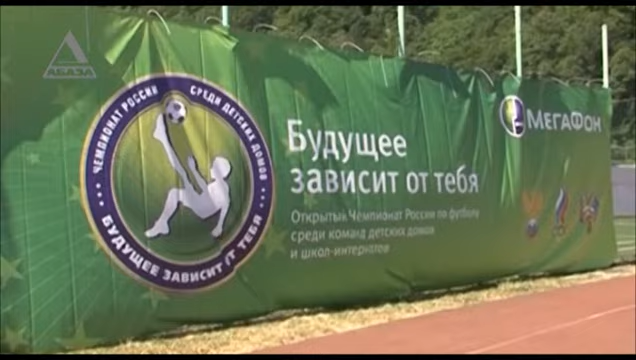 АБАЗА
ЧЕМПИОНАТ РОССИИ СРЕДИ ДЕТСКИХ ДОМОВ
БУДУЩЕЕ ЗАВИСИТ ОТ ТЕБЯ
Будущее
зависит от тебя
Открытый Чемпионат России по футболу
среди команд детских домов
и школ-интернатов
МЕГАФОН